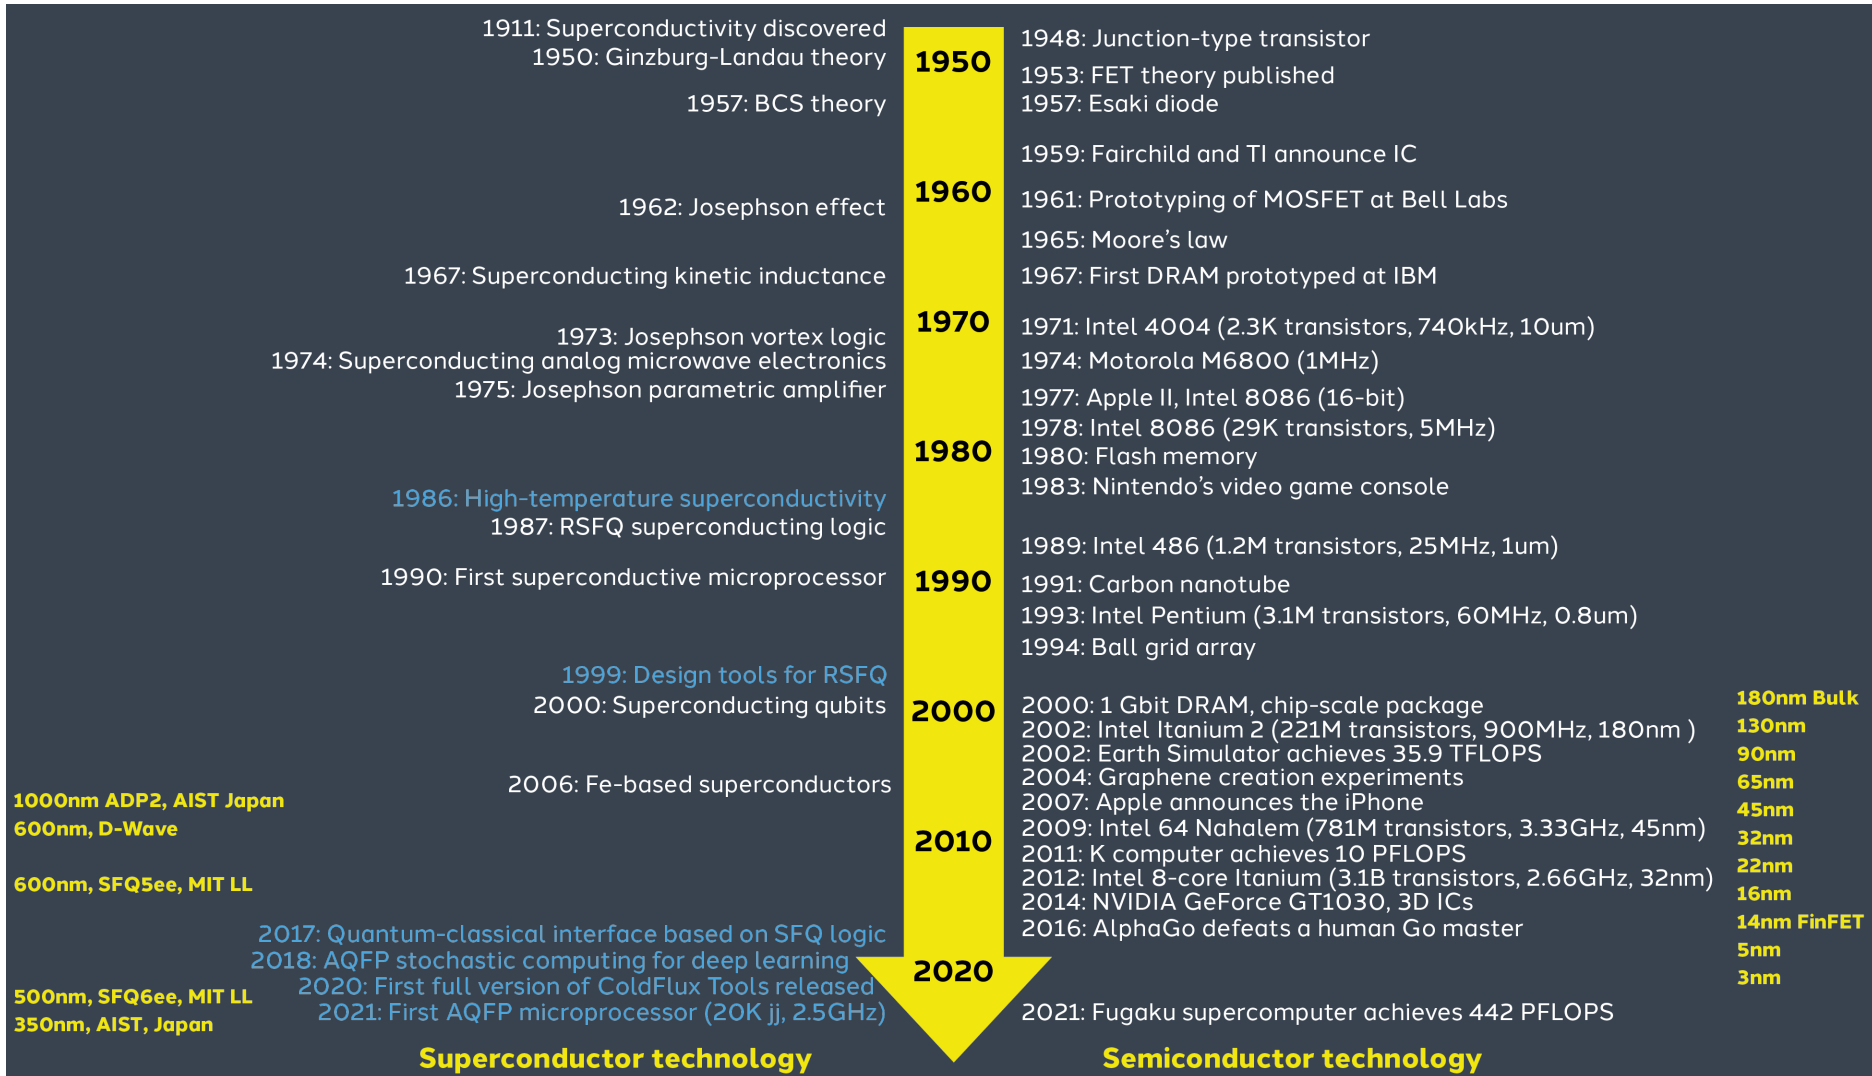 1911: Superconductivity discovered
1950: Ginzburg-Landau theory
1957: BCS theory
1962: Josephson effect
1967: Superconducting kinetic inductance
1973: Josephson vortex logic
1974: Superconducting analog microwave electronics
1975: Josephson parametric amplifier
1986: High-temperature superconductivity
1987: RSFQ superconducting logic
1990: First superconductive microprocessor
1999: Design tools for RSFQ
2000: Superconducting qubits
2006: Fe-based superconductors
1000nm ADP2, AIST Japan
600nm, D-Wave
600nm, SFQ5ee, MIT LL
2017: Quantum-classical interface based on SFQ logic
2018: AQFP stochastic computing for deep learning
2020: First full version of ColdFlux Tools released
2021: First AQFP microprocessor (20K jj, 2.5GHz)
500nm, SFQ6ee, MIT LL
350nm, AIST, Japan
Superconductor technology
1950
1960
1970
1980
1990
2000
2010
2020
1948: Junction-type transistor
1953: FET theory published
1957: Esaki diode
1959: Fairchild and TI announce IC
1961: Prototyping of MOSFET at Bell Labs
1965: Moore's law
1967: First DRAM prototyped at IBM
1971: Intel 4004 (2.3K transistors, 740kHz, 10um)
1974: Motorola M6800 (1MHz)
1977: Apple II, Intel 8086 (16-bit)
1978: Intel 8086 (29K transistors, 5MHz)
1980: Flash memory
1983: Nintendo's video game console
1989: Intel 486 (1.2M transistors, 25MHz, 1um)
1991: Carbon nanotube
1993: Intel Pentium (3.1M transistors, 60MHz, 0.8um)
1994: Ball grid array
2000: 1 Gbit DRAM, chip-scale package
2002: Intel Itanium 2 (221M transistors, 900MHz, 180nm )
2002: Earth Simulator achieves 35.9 TFLOPS
2004: Graphene creation experiments
2007: Apple announces the iPhone
2009: Intel 64 Nahalem (781M transistors, 3.33GHz, 45nm)
2011: K computer achieves 10 PFLOPS
2012: Intel 8-core Itanium (3.1B transistors, 2.66GHz, 32nm)
2014: NVIDIA GeForce GT1030, 3D ICs
2016: AlphaGo defeats a human Go master
2021: Fugaku supercomputer achieves 442 PFLOPS
Semiconductor technology
180nm Bulk
130nm
90nm
65nm
45nm
32nm
22nm
16nm
14nm FinFET
5nm
3nm